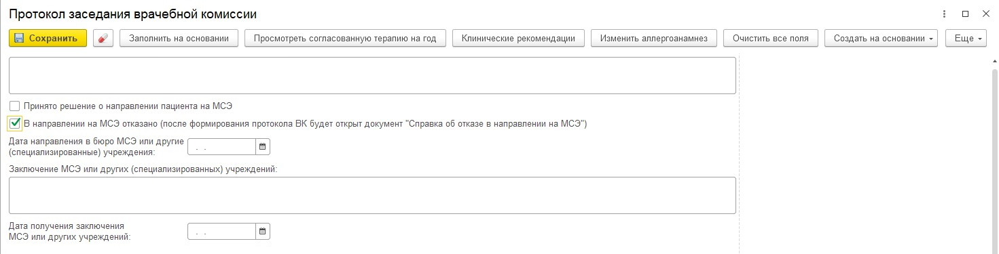 Протокол заседания врачебной комиссии
Сохранить Заполнить на основании Просмотреть согласованную терапию на год Клинические рекомендации Изменить аллергоанамнез Очистить все поля Создать на основании Еще
Принято решение о направлении пациента на МСЭ
В направлении на МСЭ отказано (после формирования протокола ВК будет открыт документ "Справка об отказе в направлении на МСЭ")
Дата направления в бюро МСЭ или другие
(специализированные) учреждения:
Заключение МСЭ или других (специализированных) учреждений:
Дата получения заключения
МСЭ или других учреждений: